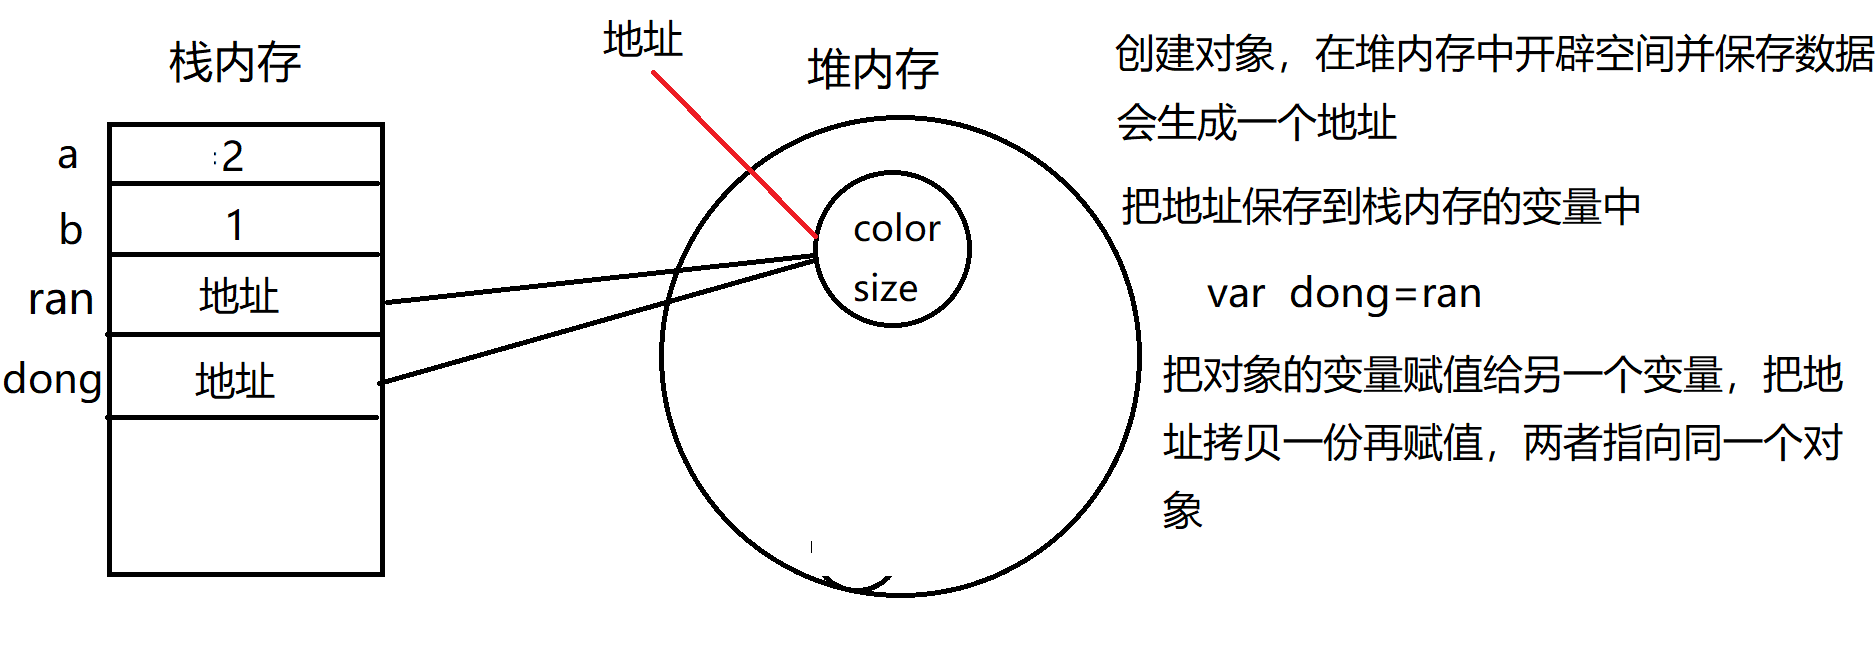 栈内存
地址
堆内存
a
2
b
1
ran
地址
dong
地址
color
size
创建对象，在堆内存中开辟空间并保存数据
会生成一个地址
把地址保存到栈内存的变量中
var dong=ran
把对象的变量赋值给另一个变量，把地
址拷贝一份再赋值，两者指向同一个对
象